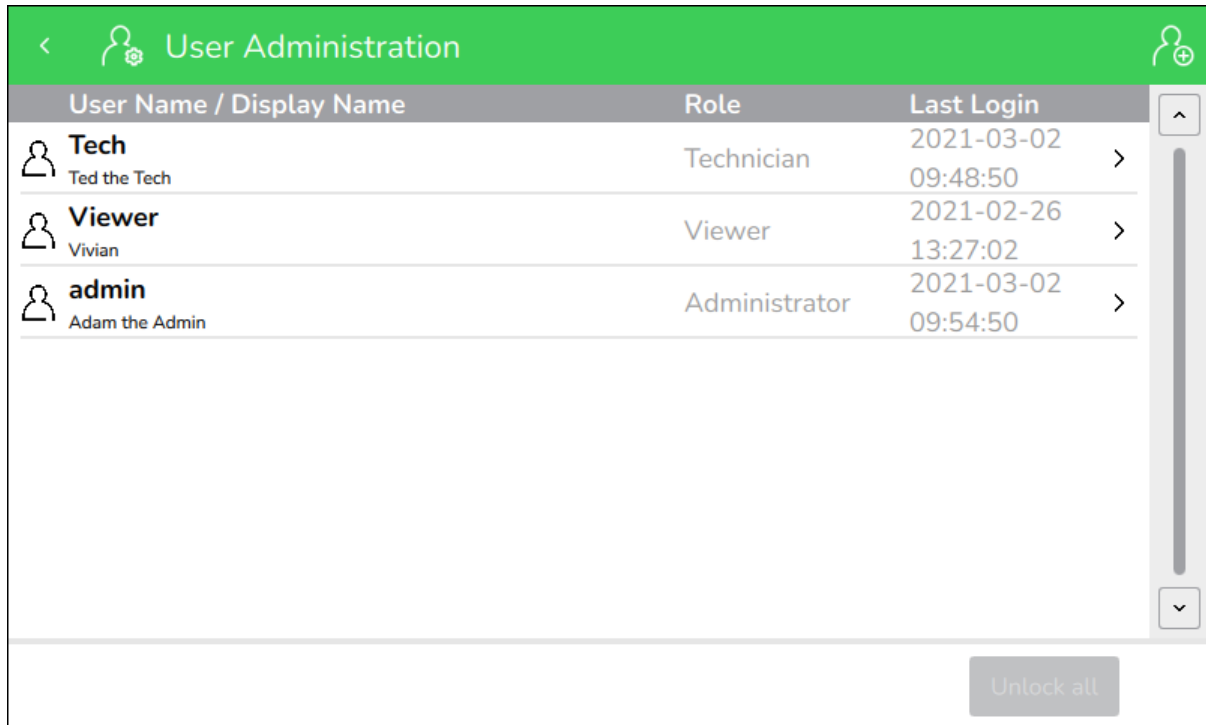 User Administration
User Name / Display Name Role Last Login
Tech
Ted the Tech
Technician
2021-03-02
09:48:50
Viewer
Vivian
Viewer
2021-02-26
13:27:02
admin
Adam the Admin
Administrator
2021-03-02
09:54:50
Unlock all